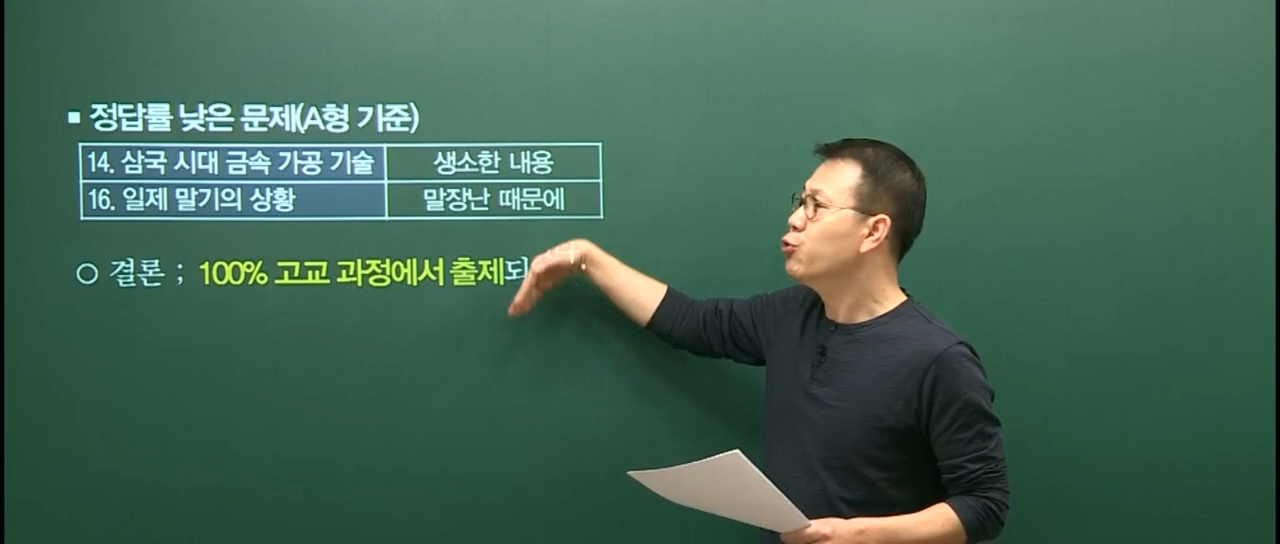 ▪ 정답률 낮은 문제(A형 기준)
14. 삼국 시대 금속 가공 기술 생소한 내용
16. 일제 말기의 상황 말장난 때문에
○ 결론 ; 100% 고교 과정에서 출제되